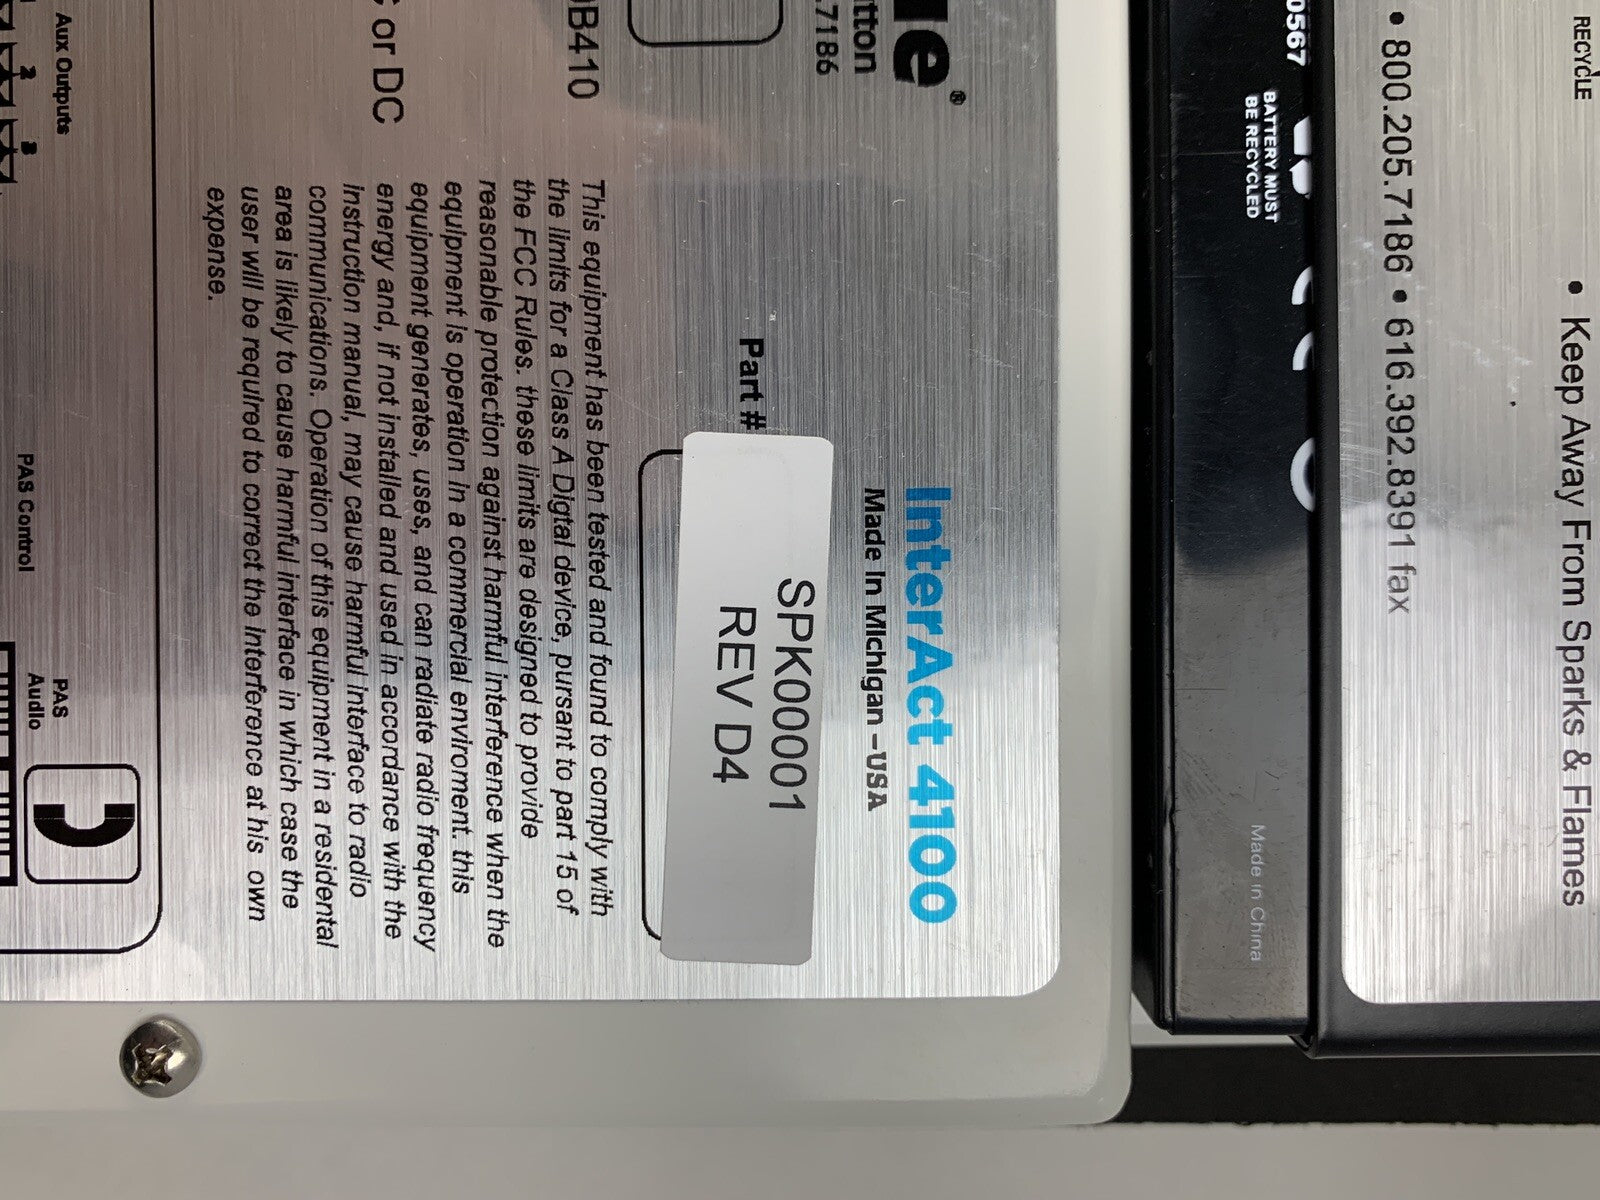 RECYCLE
• Keep Away From Sparks & Flames
• 800.205.7186 • 616.392.8391 fax
0567
BATTERY MUST
BE RECYCLED
Made in China
e®
InterAct 4100
tton
Made In Michigan –USA
.7186
Part #
SPK00001
REV D4
B410
or DC
This equipment has been tested and found to comply with
the limits for a Class A Digtal device, pursant to part 15 of
the FCC Rules. these limits are designed to provide
reasonable protection against harmful interference when the
equipment is operation in a commercial enviroment. this
equipment generates, uses, and can radiate radio frequency
energy and, if not installed and used in accordance with the
instruction manual, may cause harmful interface to radio
communications. Operation of this equipment in a residental
area is likely to cause harmful interface in which case the
user will be required to correct the interference at his own
expense.
Aux Outputs
2 3
PAS Control
PAS
Audio